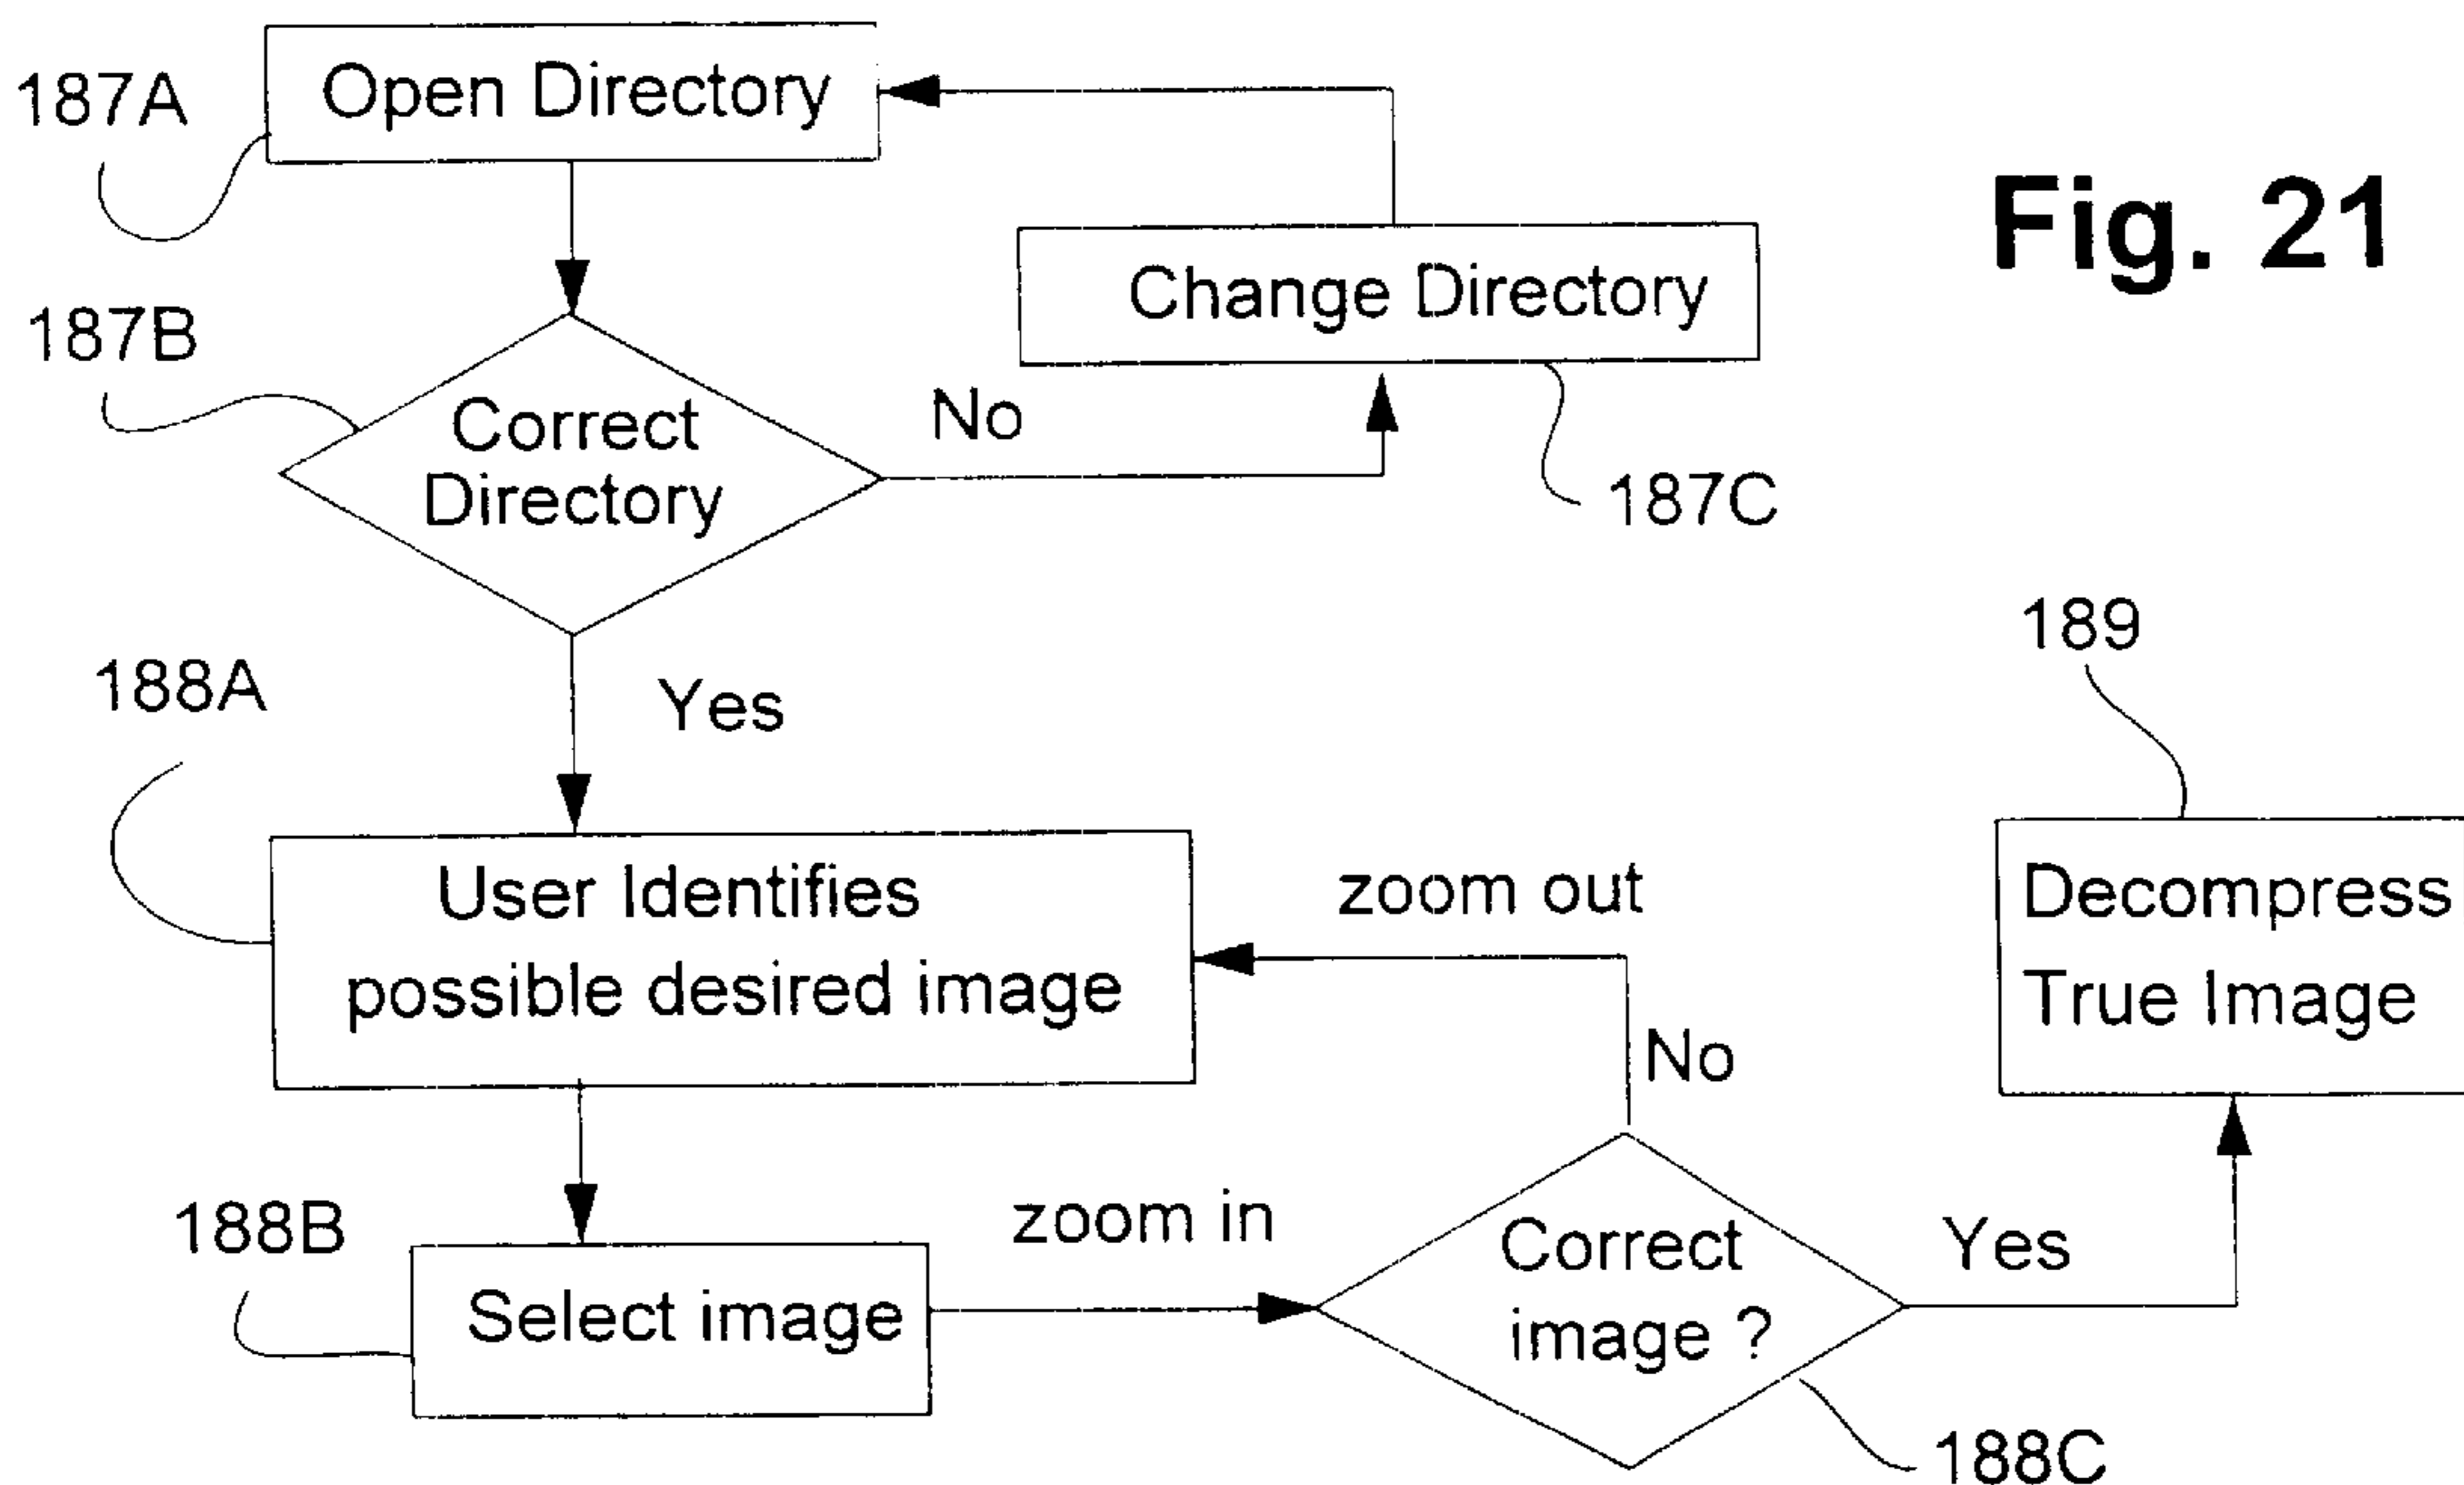 187A
Open Directory
Fig. 21
Change Directory
187B
Correct
Directory
No
187C
Yes
188A
189
User Identifies
possible desired image
zoom out
Decompress
True Image
No
188B
Select image
zoom in
Correct
image ?
Yes
188C